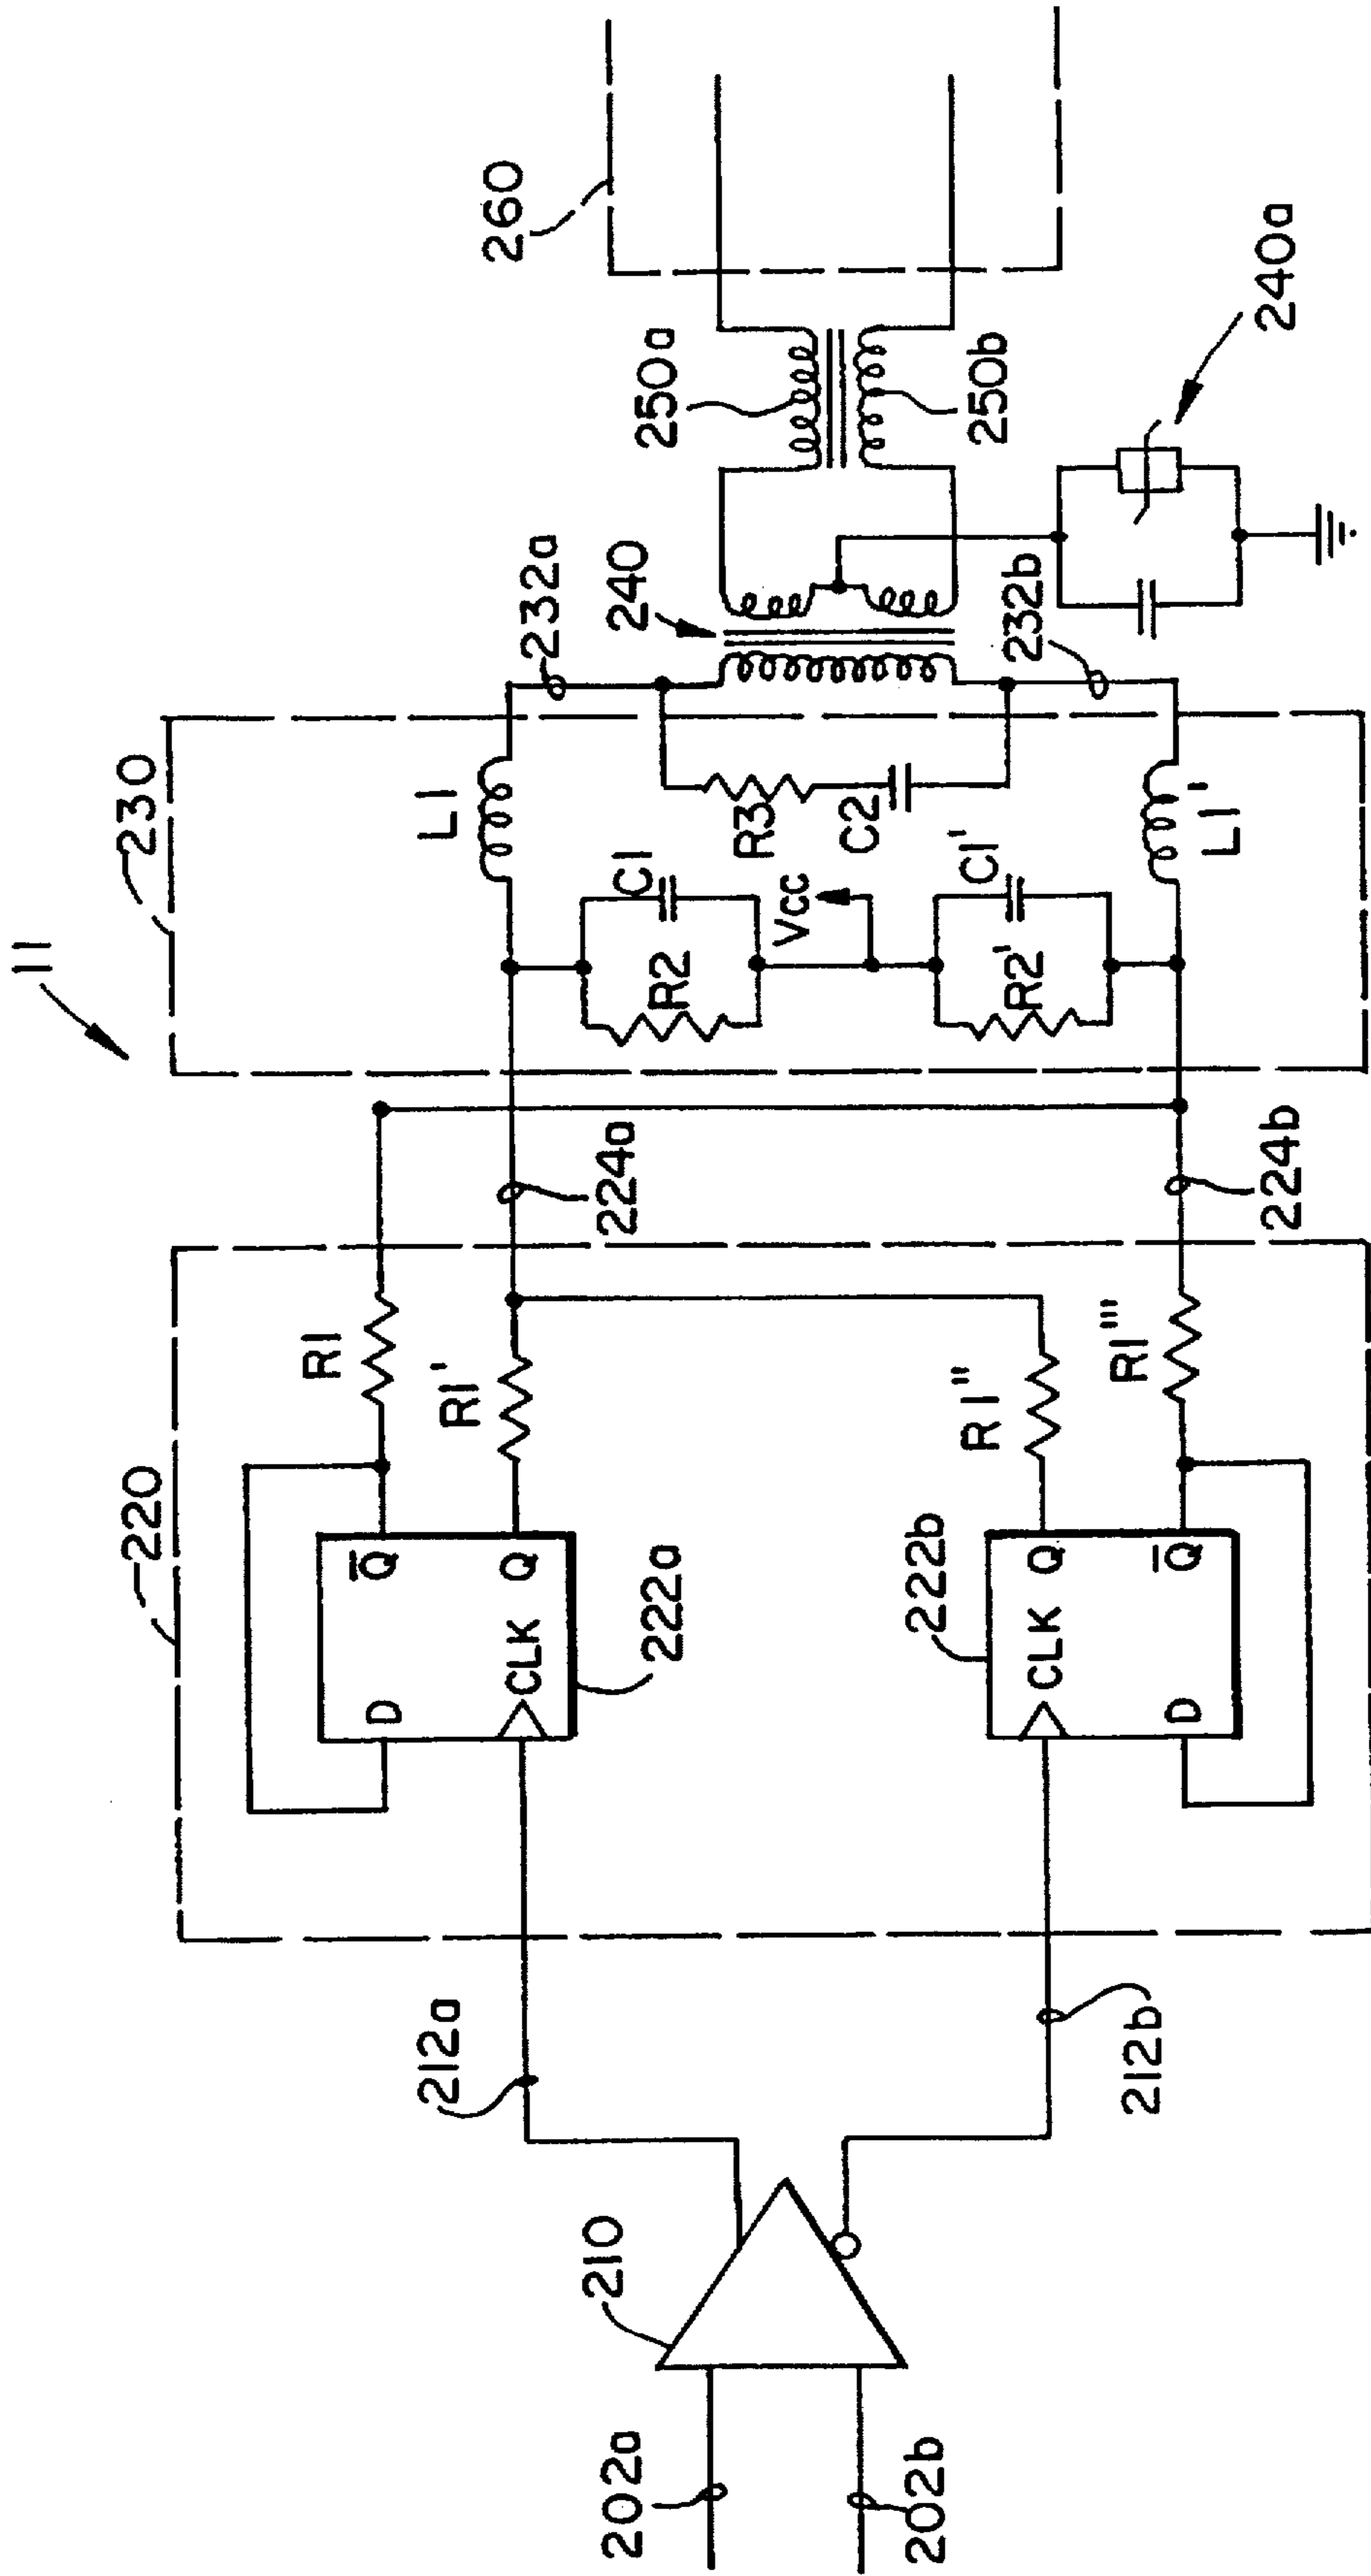 11
220
230
260
202a
202b
210
212a
212b
D
Q̅
CLK
Q
222a
222b
CLK
Q
D
Q̅
R1
R1'
R1''
R1'''
224a
224b
L1
R2
C1
Vcc
R2'
C1'
R3
C2
L1'
232a
232b
240
240a
250a
250b